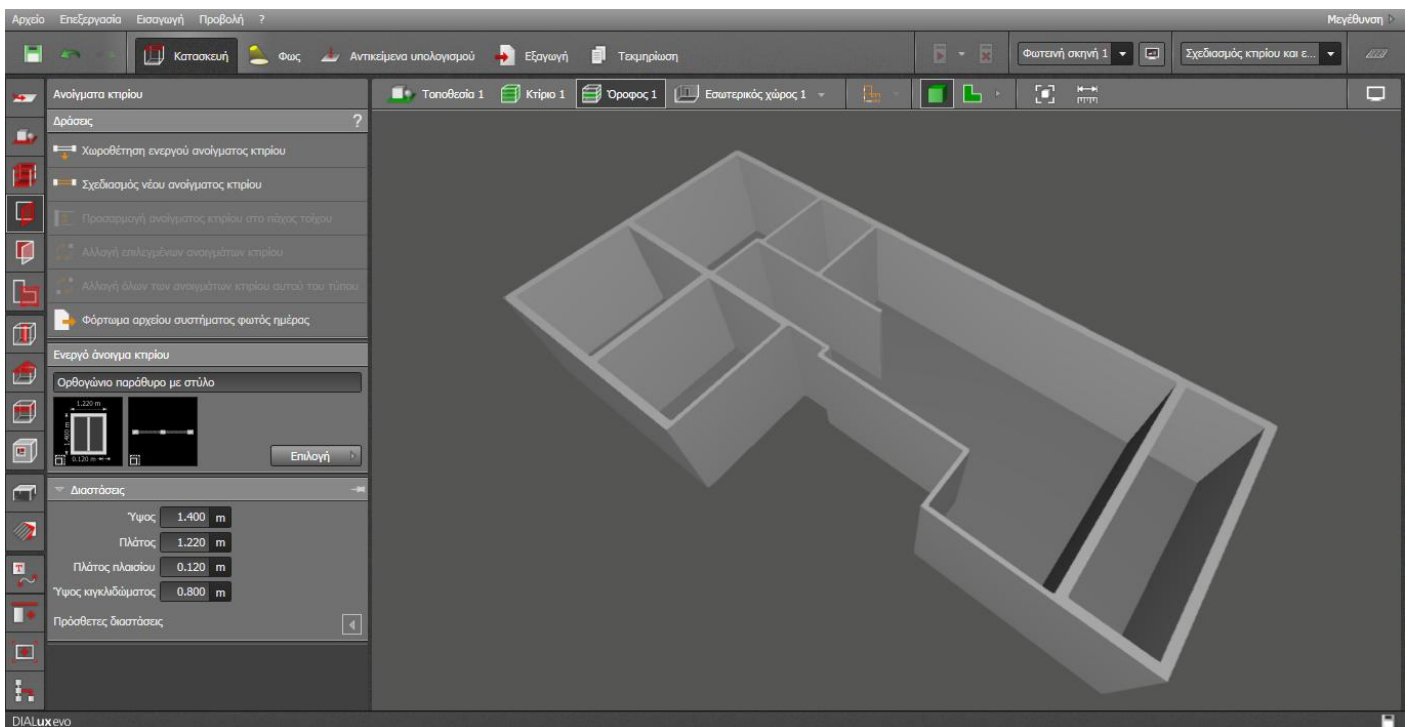 Αρχείο Επεξεργασία Εισαγωγή Προβολή ? Μεγέθυνση
Κατασκευή Φως Αντικείμενα υπολογισμού Εξαγωγή Τεκμηρίωση Φωτεινή σκηνή 1 Σχεδιασμός κτιρίου και ε...
Ανοίγματα κτιρίου Τοποθεσία 1 Κτίριο 1 Όροφος 1 Εσωτερικός χώρος 1
Δράσεις ?
Χωροθέτηση ενεργού ανοίγματος κτιρίου
Σχεδιασμός νέου ανοίγματος κτιρίου
Προσαρμογή ανοίγματος κτιρίου στο πάχος τοίχου
Αλλαγή επιλεγμένων ανοιγμάτων κτιρίου
Αλλαγή όλων των ανοιγμάτων κτιρίου αυτού του τύπου
Φόρτωμα αρχείου συστήματος φωτός ημέρας
Ενεργό άνοιγμα κτιρίου
Ορθογώνιο παράθυρο με στύλο
1.220 m
1.400 m
0.120 m
Επιλογή
Διαστάσεις
Ύψος 1.400 m
Πλάτος 1.220 m
Πλάτος πλαισίου 0.120 m
Ύψος κιγκλιδώματος 0.800 m
Πρόσθετες διαστάσεις
T
DIALux evo